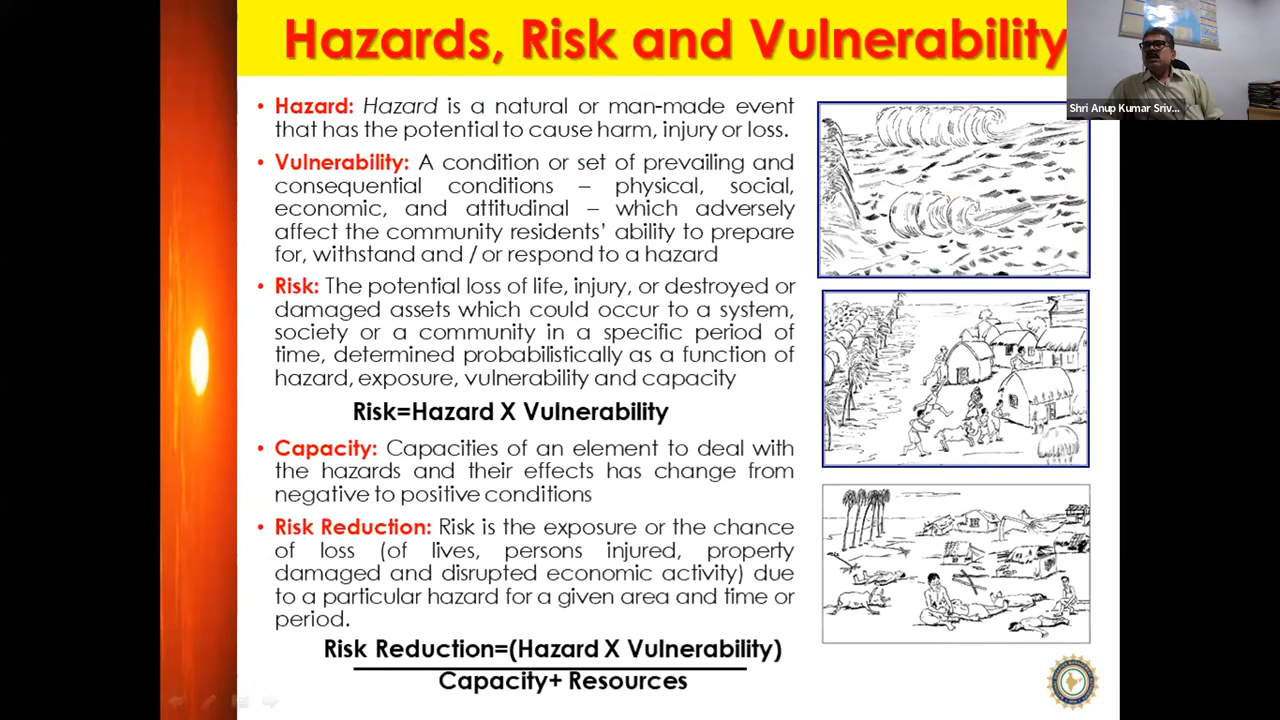 Hazards, Risk and Vulnerability
Shri Anup Kumar Sriv...
• Hazard: Hazard is a natural or man-made event
that has the potential to cause harm, injury or loss.
• Vulnerability: A condition or set of prevailing and
consequential conditions – physical, social,
economic, and attitudinal – which adversely
affect the community residents' ability to prepare
for, withstand and / or respond to a hazard
• Risk: The potential loss of life, injury, or destroyed or
damaged assets which could occur to a system,
society or a community in a specific period of
time, determined probabilistically as a function of
hazard, exposure, vulnerability and capacity
Risk=Hazard X Vulnerability
• Capacity: Capacities of an element to deal with
the hazards and their effects has change from
negative to positive conditions
• Risk Reduction: Risk is the exposure or the chance
of loss (of lives, persons injured, property
damaged and disrupted economic activity) due
to a particular hazard for a given area and time or
period.
Risk Reduction=(Hazard X Vulnerability)
Capacity+ Resources